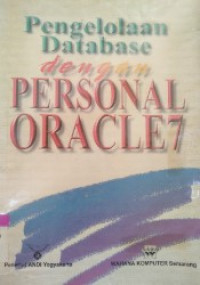 Pengelolaan
Database
dengan
PERSONAL
ORACLE7
Penerbit ANDI Yogyakarta
WAHANA KOMPUTER Semarang